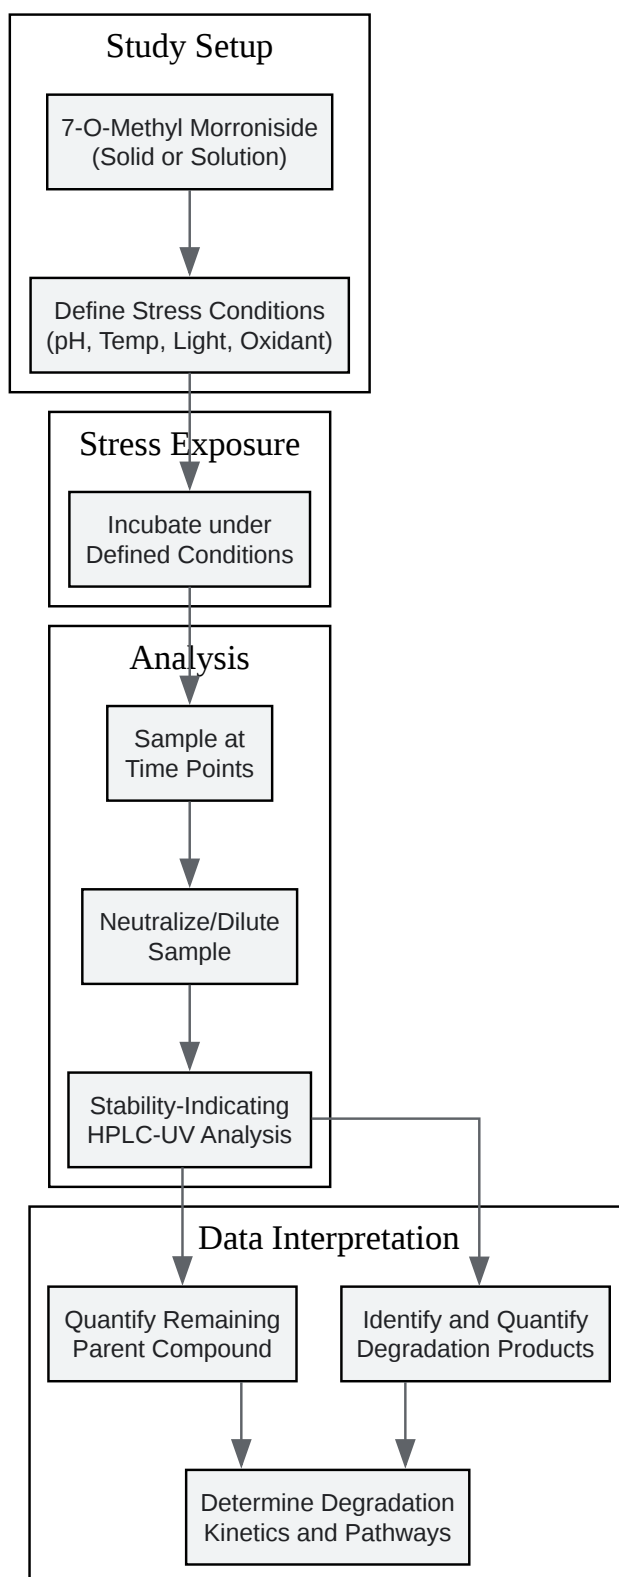 Study Setup
7-O-Methyl Morroniside
(Solid or Solution)
Define Stress Conditions
(pH, Temp, Light, Oxidant)
Stress Exposure
Incubate under
Defined Conditions
Analysis
Sample at
Time Points
Neutralize/Dilute
Sample
Stability-Indicating
HPLC-UV Analysis
Data Interpretation
Quantify Remaining
Parent Compound
Identify and Quantify
Degradation Products
Determine Degradation
Kinetics and Pathways